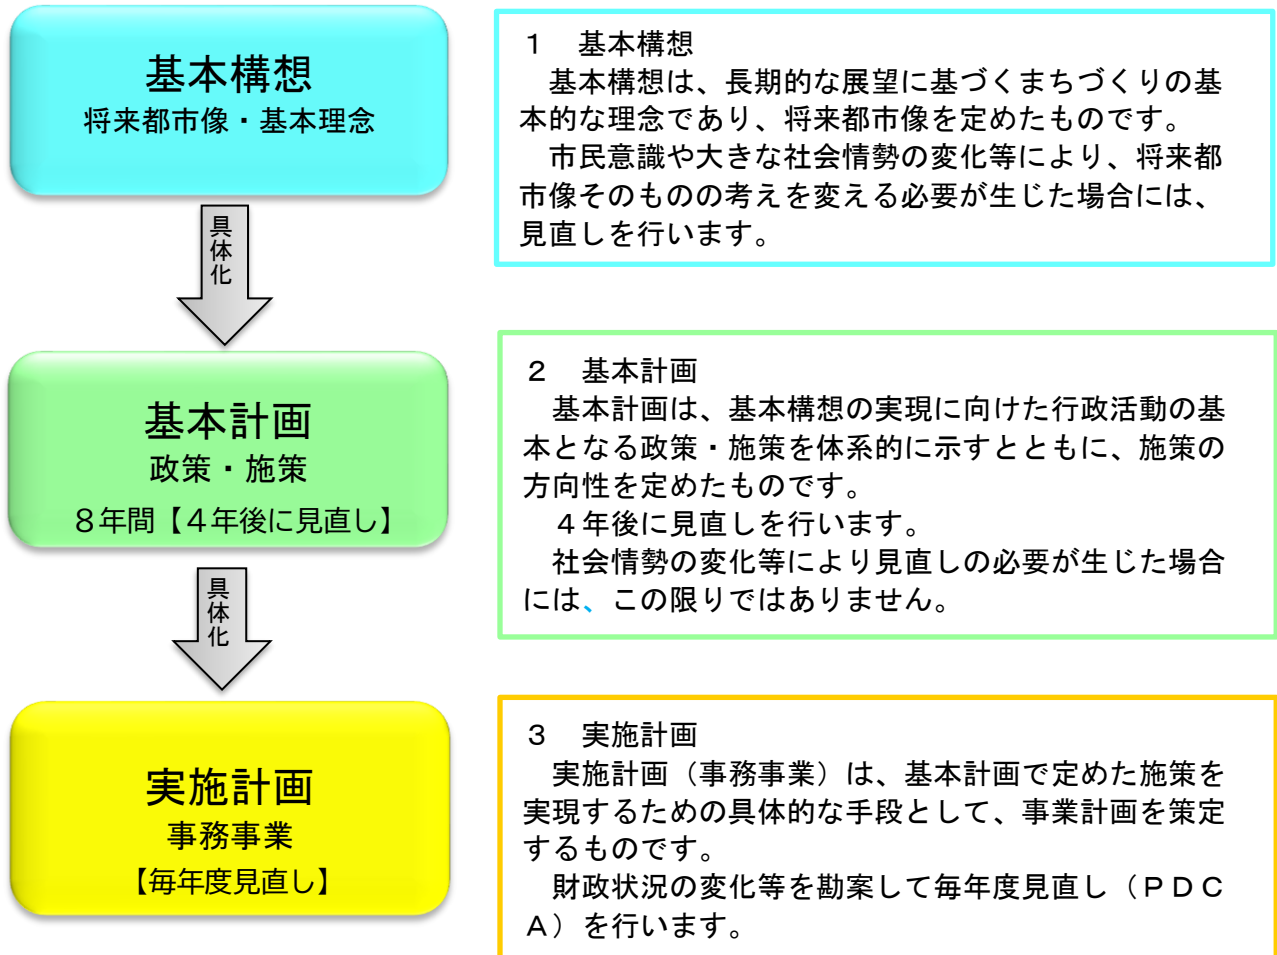 基本構想
将来都市像・基本理念
１　基本構想
　基本構想は、長期的な展望に基づくまちづくりの基
本的な理念であり、将来都市像を定めたものです。
　市民意識や大きな社会情勢の変化等により、将来都
市像そのものの考えを変える必要が生じた場合には、
見直しを行います。
具体化
基本計画
政策・施策
８年間【４年後に見直し】
２　基本計画
　基本計画は、基本構想の実現に向けた行政活動の基
本となる政策・施策を体系的に示すとともに、施策の
方向性を定めたものです。
　４年後に見直しを行います。
　社会情勢の変化等により見直しの必要が生じた場合
には、この限りではありません。
具体化
実施計画
事務事業
【毎年度見直し】
３　実施計画
　実施計画（事務事業）は、基本計画で定めた施策を
実現するための具体的な手段として、事業計画を策定
するものです。
　財政状況の変化等を勘案して毎年度見直し（ＰＤＣ
Ａ）を行います。